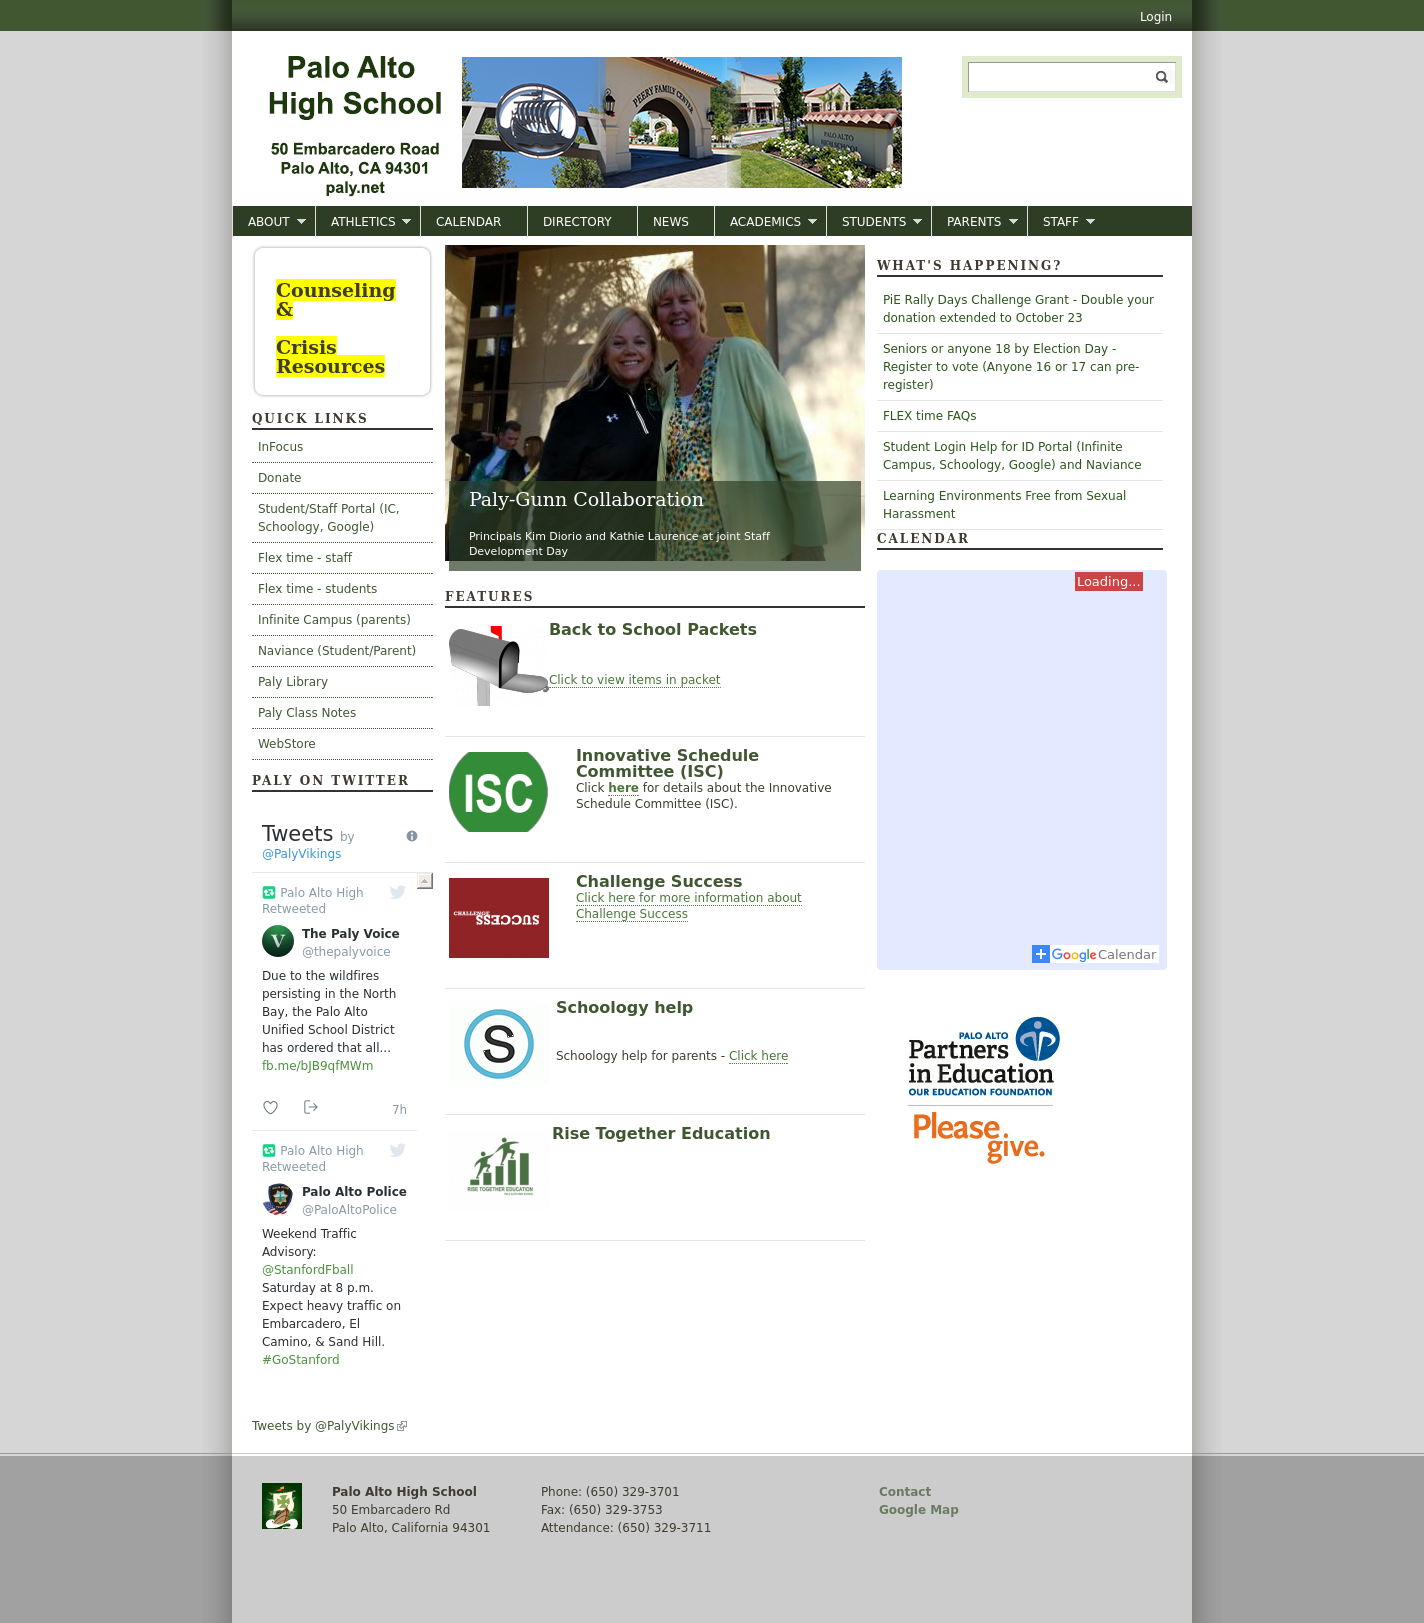 Login
Palo Alto
High School
50 Embarcadero Road
Palo Alto, CA 94301
paly.net
PEERY FAMILY CENTER
PALO ALTO
HIGH SCHOOL
ABOUT
ATHLETICS
CALENDAR
DIRECTORY
NEWS
ACADEMICS
STUDENTS
PARENTS
STAFF
Counseling
&
Crisis
Resources
QUICK LINKS
InFocus
Donate
Student/Staff Portal (IC,
Schoology, Google)
Flex time - staff
Flex time - students
Infinite Campus (parents)
Naviance (Student/Parent)
Paly Library
Paly Class Notes
WebStore
PALY ON TWITTER
Tweets by
@PalyVikings
Palo Alto High
Retweeted
V
The Paly Voice
@thepalyvoice
Due to the wildfires
persisting in the North
Bay, the Palo Alto
Unified School District
has ordered that all...
fb.me/bJB9qfMWm
7h
Palo Alto High
Retweeted
Palo Alto Police
@PaloAltoPolice
Weekend Traffic
Advisory:
@StanfordFball
Saturday at 8 p.m.
Expect heavy traffic on
Embarcadero, El
Camino, & Sand Hill.
#GoStanford
Tweets by @PalyVikings
Paly-Gunn Collaboration
Principals Kim Diorio and Kathie Laurence at joint Staff
Development Day
FEATURES
Back to School Packets
Click to view items in packet
ISC
Innovative Schedule
Committee (ISC)
Click here for details about the Innovative
Schedule Committee (ISC).
CHALLENGE
SUCCESS
Challenge Success
Click here for more information about
Challenge Success
S
Schoology help
Schoology help for parents - Click here
RISE TOGETHER EDUCATION
Rise Together Education
WHAT'S HAPPENING?
PiE Rally Days Challenge Grant - Double your
donation extended to October 23
Seniors or anyone 18 by Election Day -
Register to vote (Anyone 16 or 17 can pre-
register)
FLEX time FAQs
Student Login Help for ID Portal (Infinite
Campus, Schoology, Google) and Naviance
Learning Environments Free from Sexual
Harassment
CALENDAR
Loading...
Google Calendar
PALO ALTO
Partners
in Education
OUR EDUCATION FOUNDATION
Please
give.
Palo Alto High School
50 Embarcadero Rd
Palo Alto, California 94301
Phone: (650) 329-3701
Fax: (650) 329-3753
Attendance: (650) 329-3711
Contact
Google Map